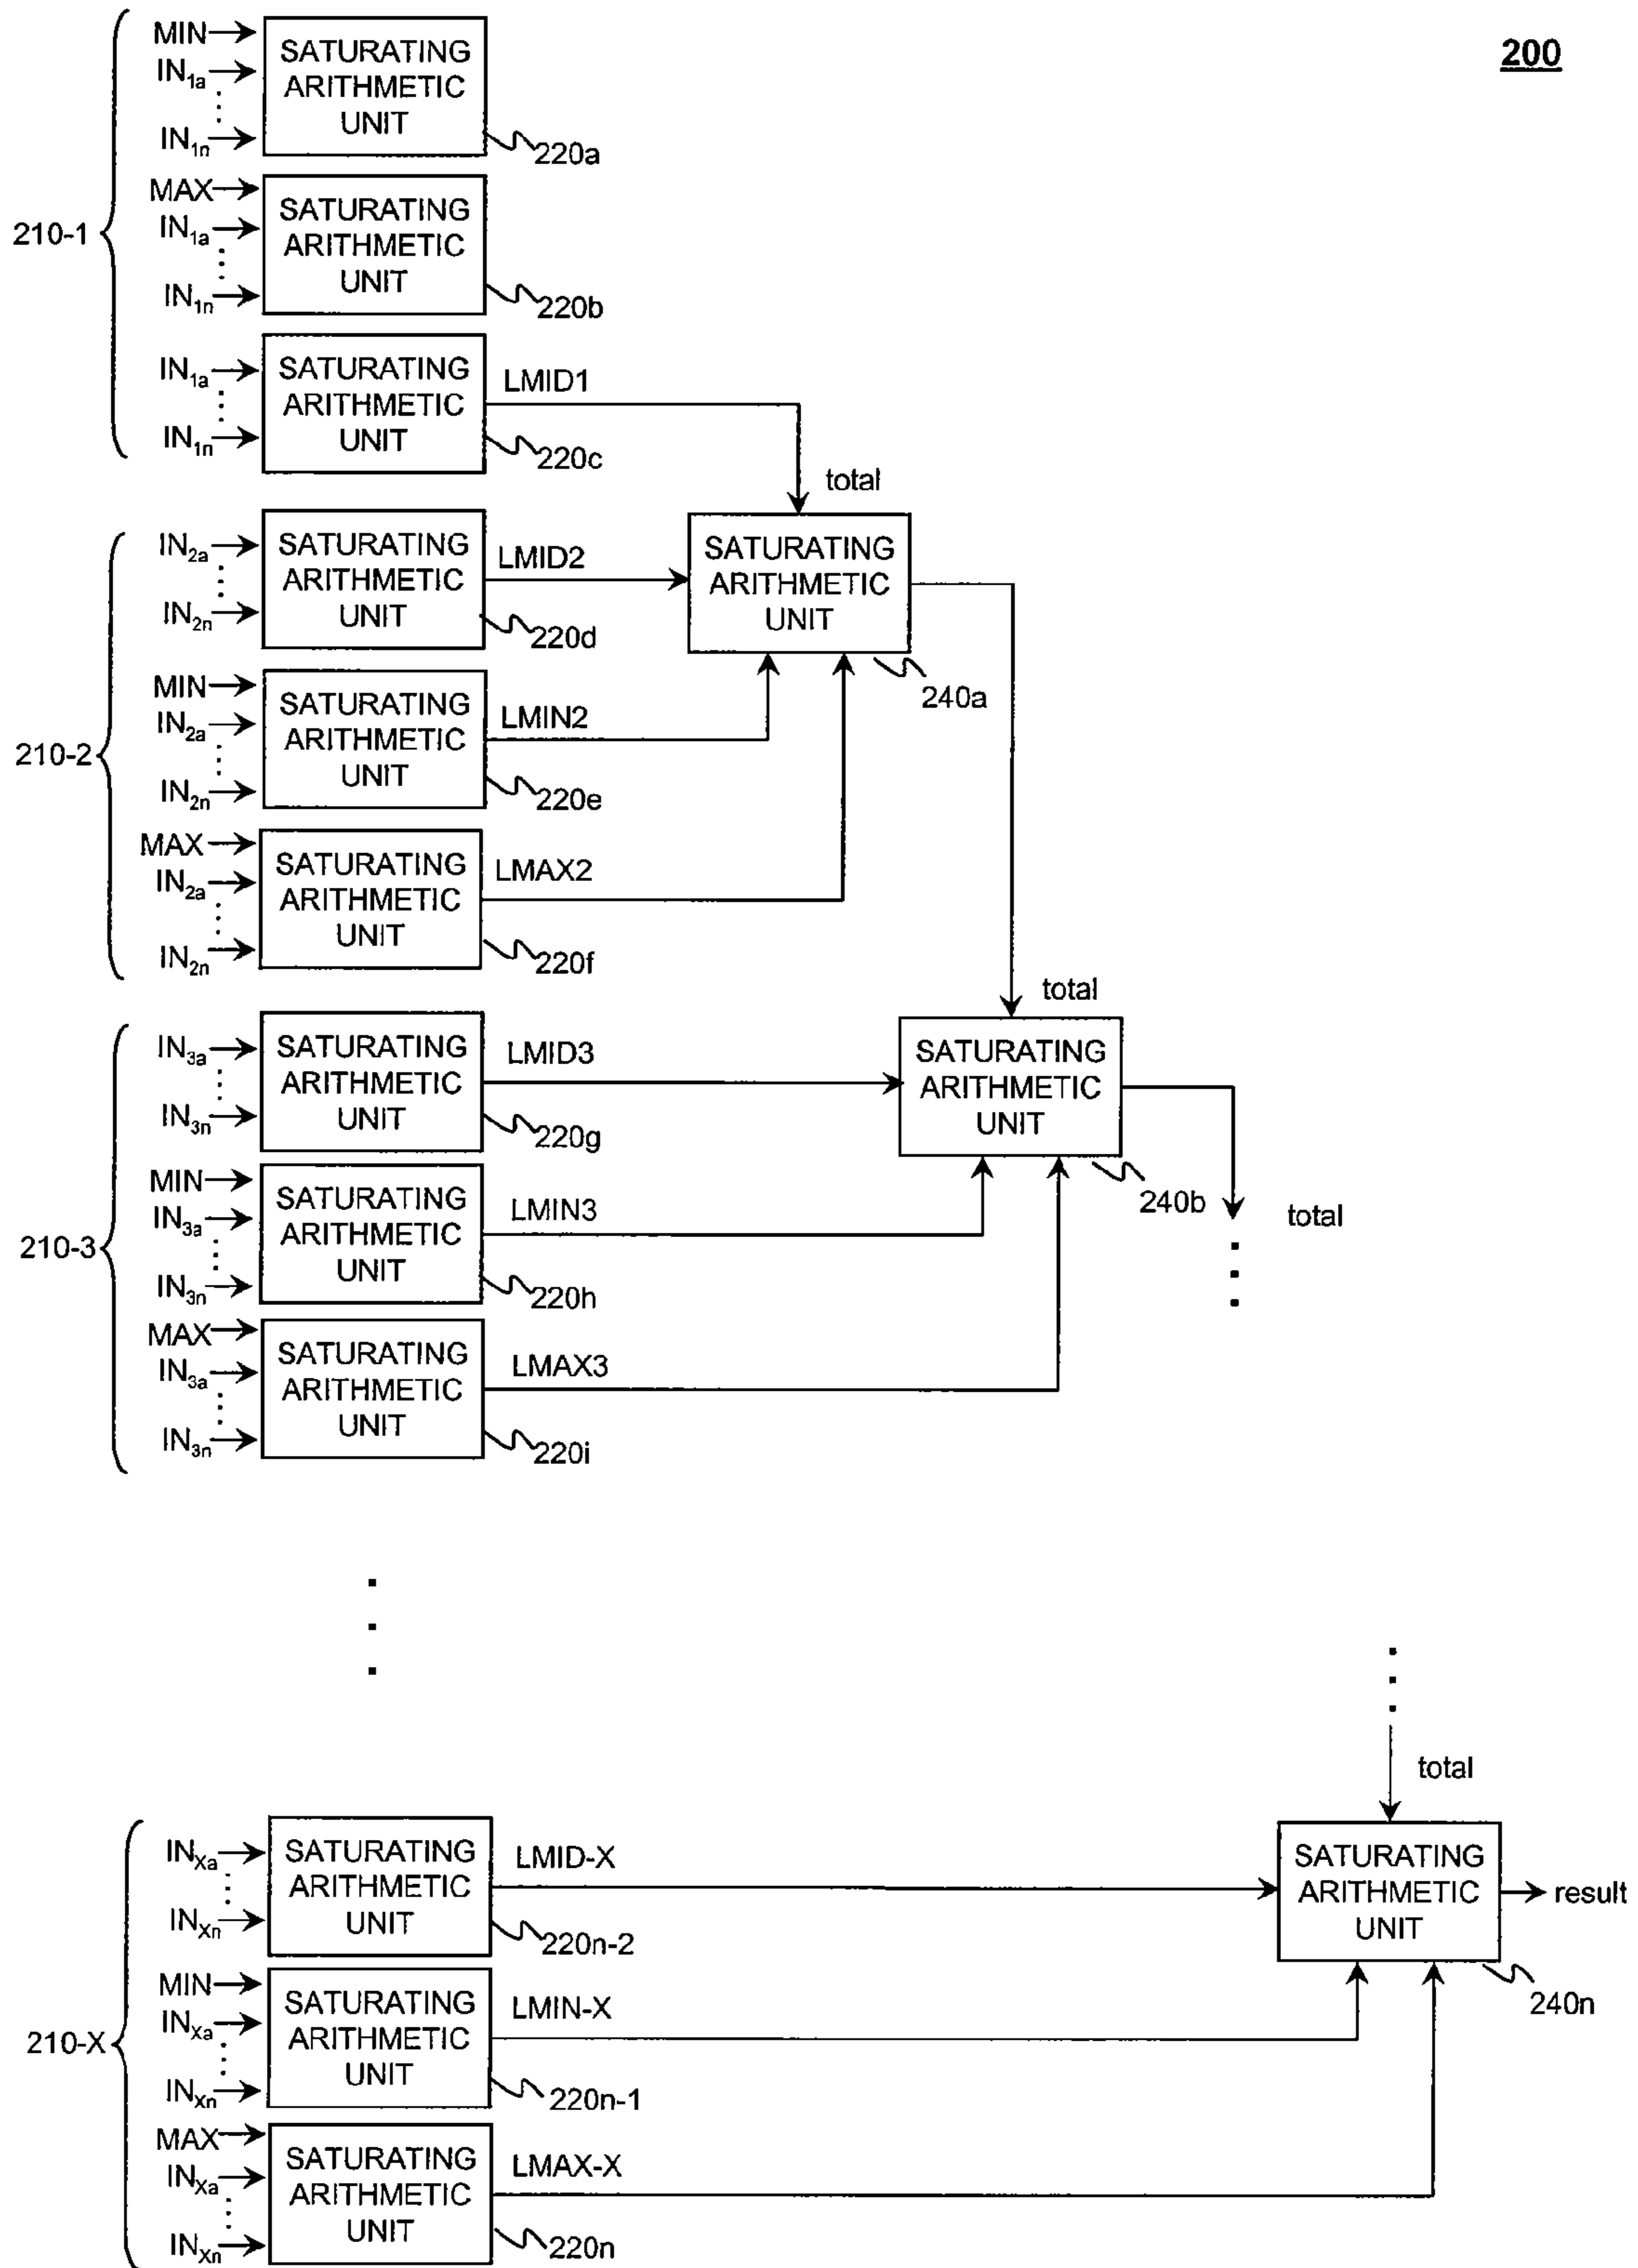 200
210-1
MIN
IN1a
IN1n
SATURATING
ARITHMETIC
UNIT
220a
MAX
IN1a
IN1n
SATURATING
ARITHMETIC
UNIT
220b
IN1a
IN1n
SATURATING
ARITHMETIC
UNIT
LMID1
220c
total
210-2
IN2a
IN2n
SATURATING
ARITHMETIC
UNIT
LMID2
220d
SATURATING
ARITHMETIC
UNIT
240a
MIN
IN2a
IN2n
SATURATING
ARITHMETIC
UNIT
LMIN2
220e
MAX
IN2a
IN2n
SATURATING
ARITHMETIC
UNIT
LMAX2
220f
total
210-3
IN3a
IN3n
SATURATING
ARITHMETIC
UNIT
LMID3
220g
SATURATING
ARITHMETIC
UNIT
240b
total
MIN
IN3a
IN3n
SATURATING
ARITHMETIC
UNIT
LMIN3
220h
MAX
IN3a
IN3n
SATURATING
ARITHMETIC
UNIT
LMAX3
220i
total
210-X
INXa
INXn
SATURATING
ARITHMETIC
UNIT
LMID-X
220n-2
SATURATING
ARITHMETIC
UNIT
result
240n
MIN
INXa
INXn
SATURATING
ARITHMETIC
UNIT
LMIN-X
220n-1
MAX
INXa
INXn
SATURATING
ARITHMETIC
UNIT
LMAX-X
220n